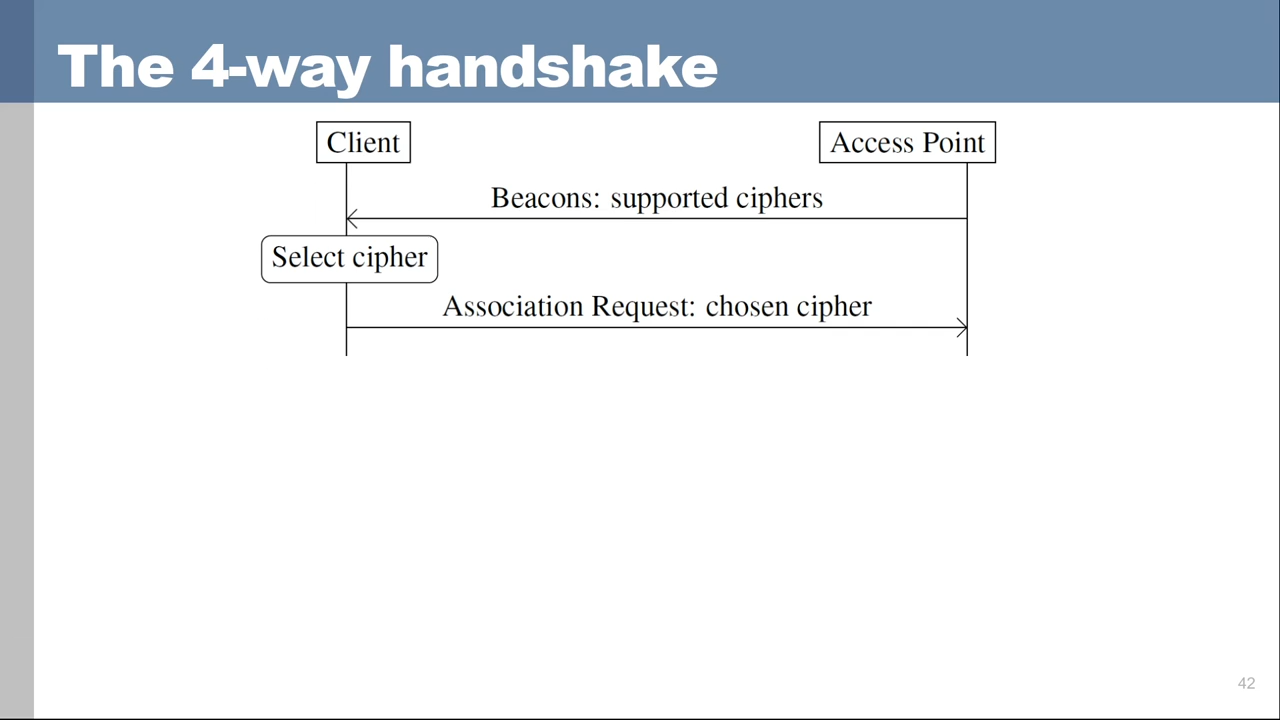 The 4-way handshake
Client
Access Point
Beacons: supported ciphers
Select cipher
Association Request: chosen cipher
42